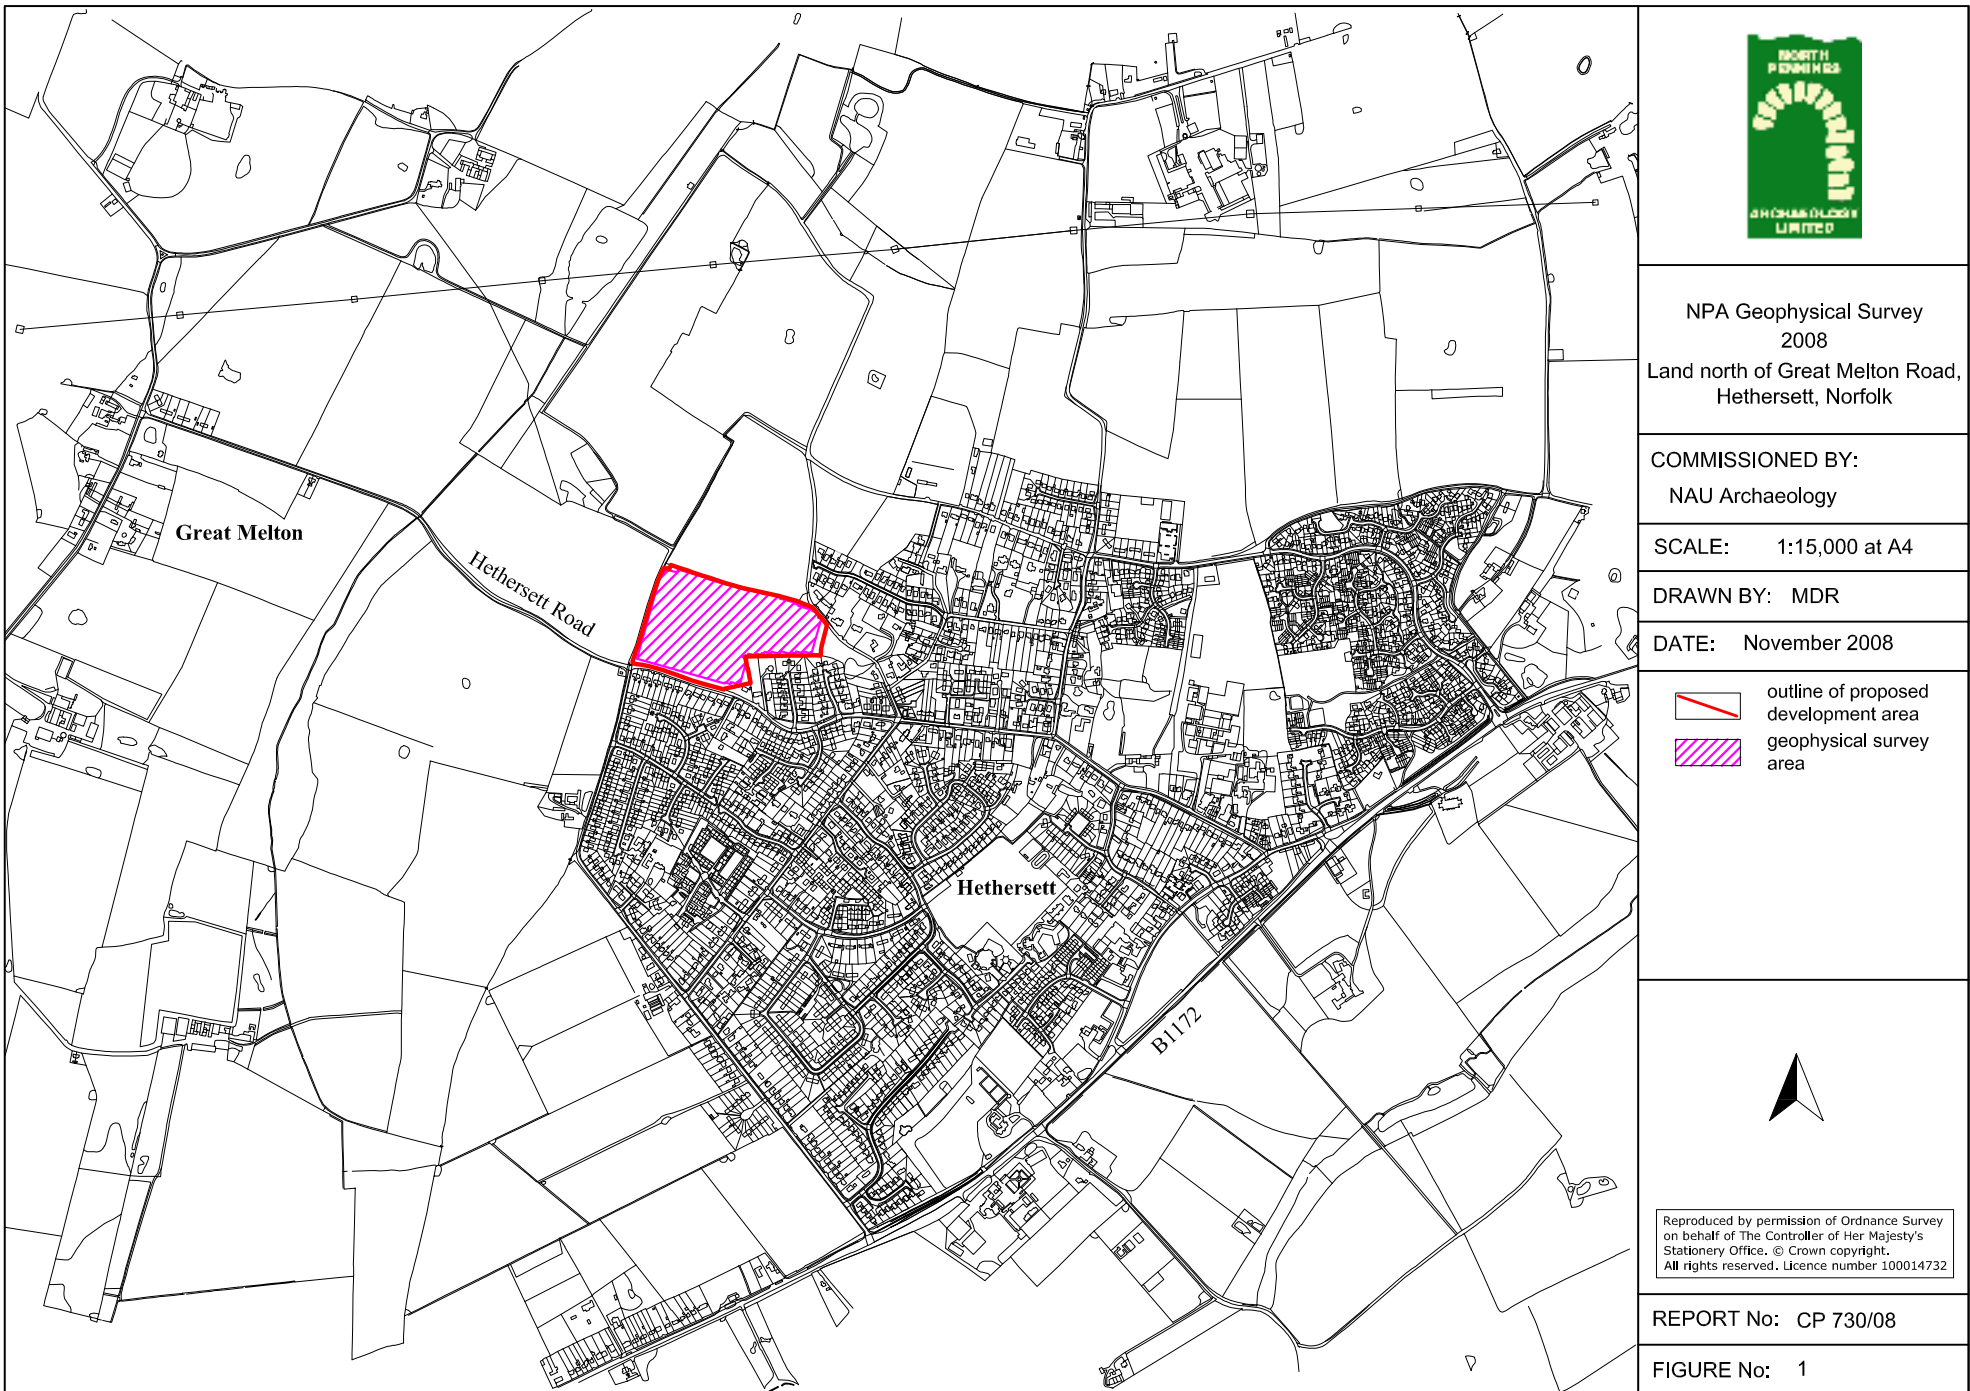 Great Melton
Hethersett Road
Hethersett
B1172
NORTH
PENNINES
ARCHAEOLOGY
LIMITED
NPA Geophysical Survey
2008
Land north of Great Melton Road,
Hethersett, Norfolk
COMMISSIONED BY:
NAU Archaeology
SCALE: 1:15,000 at A4
DRAWN BY: MDR
DATE: November 2008
outline of proposed
development area
geophysical survey
area
Reproduced by permission of Ordnance Survey
on behalf of The Controller of Her Majesty's
Stationery Office. © Crown copyright.
All rights reserved. Licence number 100014732
REPORT No: CP 730/08
FIGURE No: 1